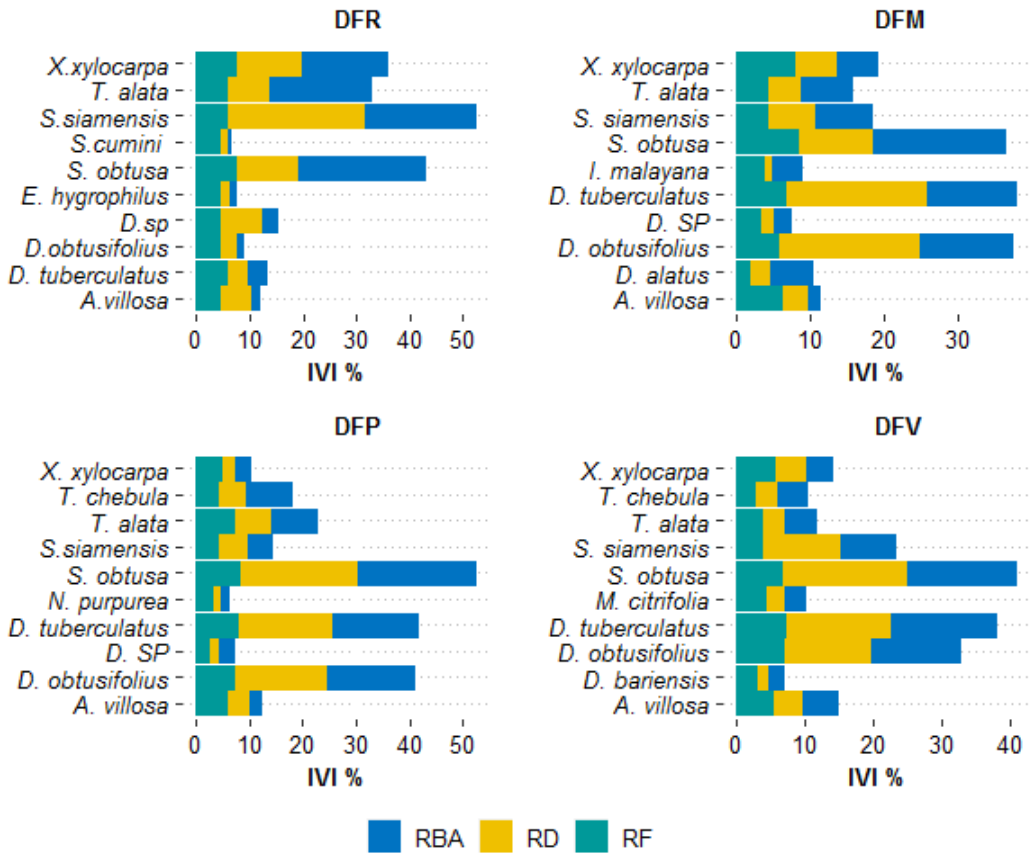 DFR
X.xylocarpa
T. alata
S.siamensis
S.cumini
S. obtusa
E. hygrophilus
D.sp
D.obtusifolius
D. tuberculatus
A.villosa
0 10 20 30 40 50
IVI %
DFM
X. xylocarpa
T. alata
S. siamensis
S. obtusa
I. malayana
D. tuberculatus
D. SP
D. obtusifolius
D. alatus
A. villosa
0 10 20 30
IVI %
DFP
X. xylocarpa
T. chebula
T. alata
S.siamensis
S. obtusa
N. purpurea
D. tuberculatus
D. SP
D. obtusifolius
A. villosa
0 10 20 30 40 50
IVI %
DFV
X. xylocarpa
T. chebula
T. alata
S. siamensis
S. obtusa
M. citrifolia
D. tuberculatus
D. obtusifolius
D. bariensis
A. villosa
0 10 20 30 40
IVI %
RBA RD RF